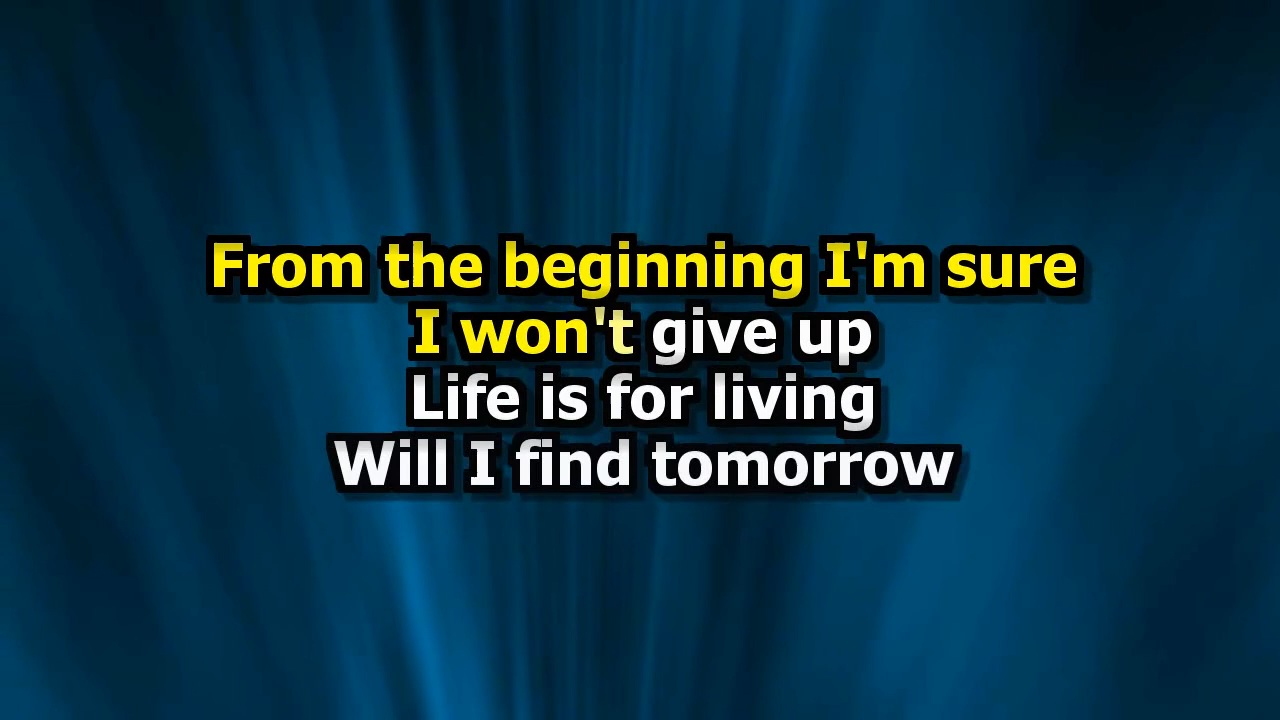 From the beginning I'm sure
I won't give up
Life is for living
Will I find tomorrow